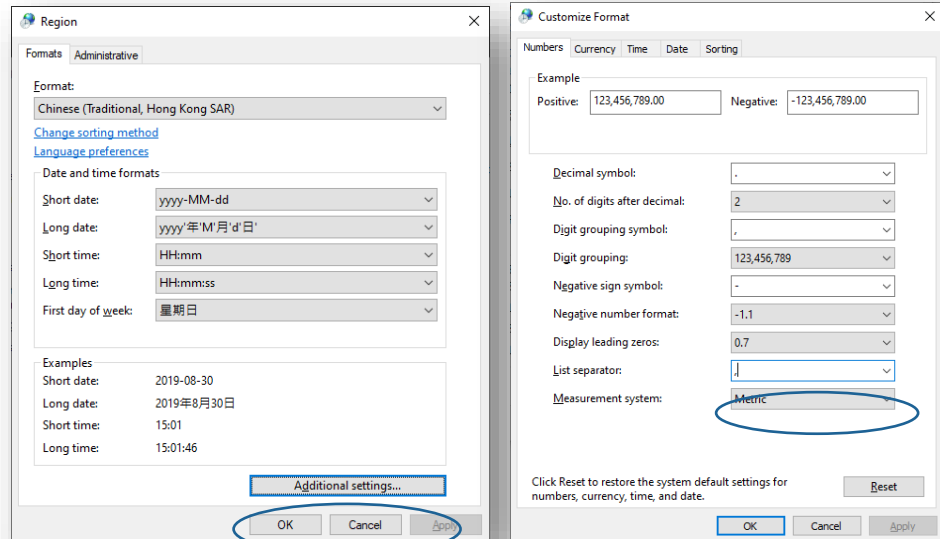 Region
Formats
Administrative
Format:
Chinese (Traditional, Hong Kong SAR)
Change sorting method
Language preferences
Date and time formats
Short date: yyyy-MM-dd
Long date: yyyy'年'M'月'd'日'
Short time: HH:mm
Long time: HH:mm:ss
First day of week: 星期日
Examples
Short date: 2019-08-30
Long date: 2019年8月30日
Short time: 15:01
Long time: 15:01:46
Additional settings...
OK Cancel Apply
Customize Format
Numbers Currency Time Date Sorting
Example
Positive: 123,456,789.00 Negative: -123,456,789.00
Decimal symbol: .
No. of digits after decimal: 2
Digit grouping symbol: ,
Digit grouping: 123,456,789
Negative sign symbol: -
Negative number format: -1.1
Display leading zeros: 0.7
List separator: ,
Measurement system: Metric
Click Reset to restore the system default settings for
numbers, currency, time, and date.
Reset
OK Cancel Apply